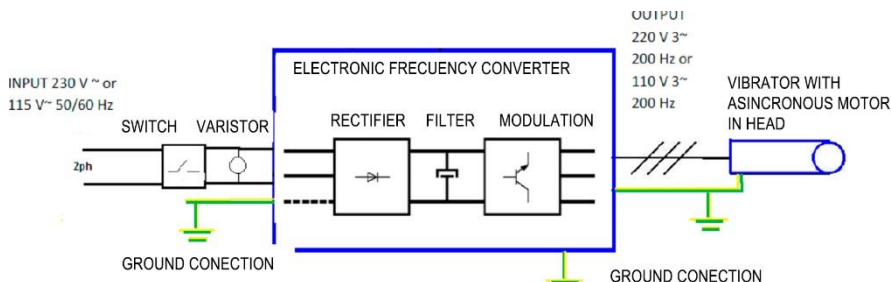 OUTPUT
220 V 3~
200 Hz or
110 V 3~
200 Hz
ELECTRONIC FRECUENCY CONVERTER
INPUT 230 V ~ or
115 V~ 50/60 Hz
VIBRATOR WITH
ASINCRONOUS MOTOR
IN HEAD
SWITCH
VARISTOR
RECTIFIER
FILTER
MODULATION
2ph
GROUND CONECTION
GROUND CONECTION